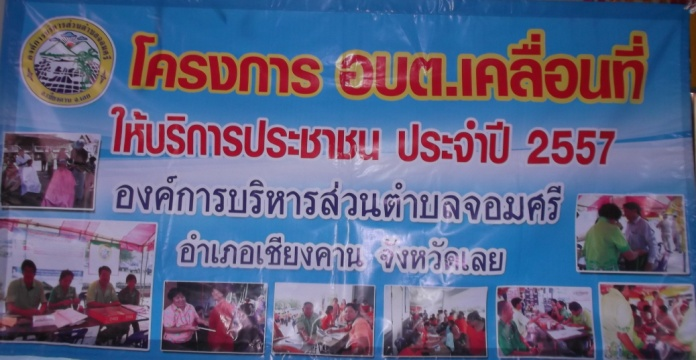 โครงการ อบต.เคลื่อนที่
ให้บริการประชาชน ประจำปี 2557
องค์การบริหารส่วนตำบลจอมศรี
อำเภอเชียงคาน จังหวัดเลย